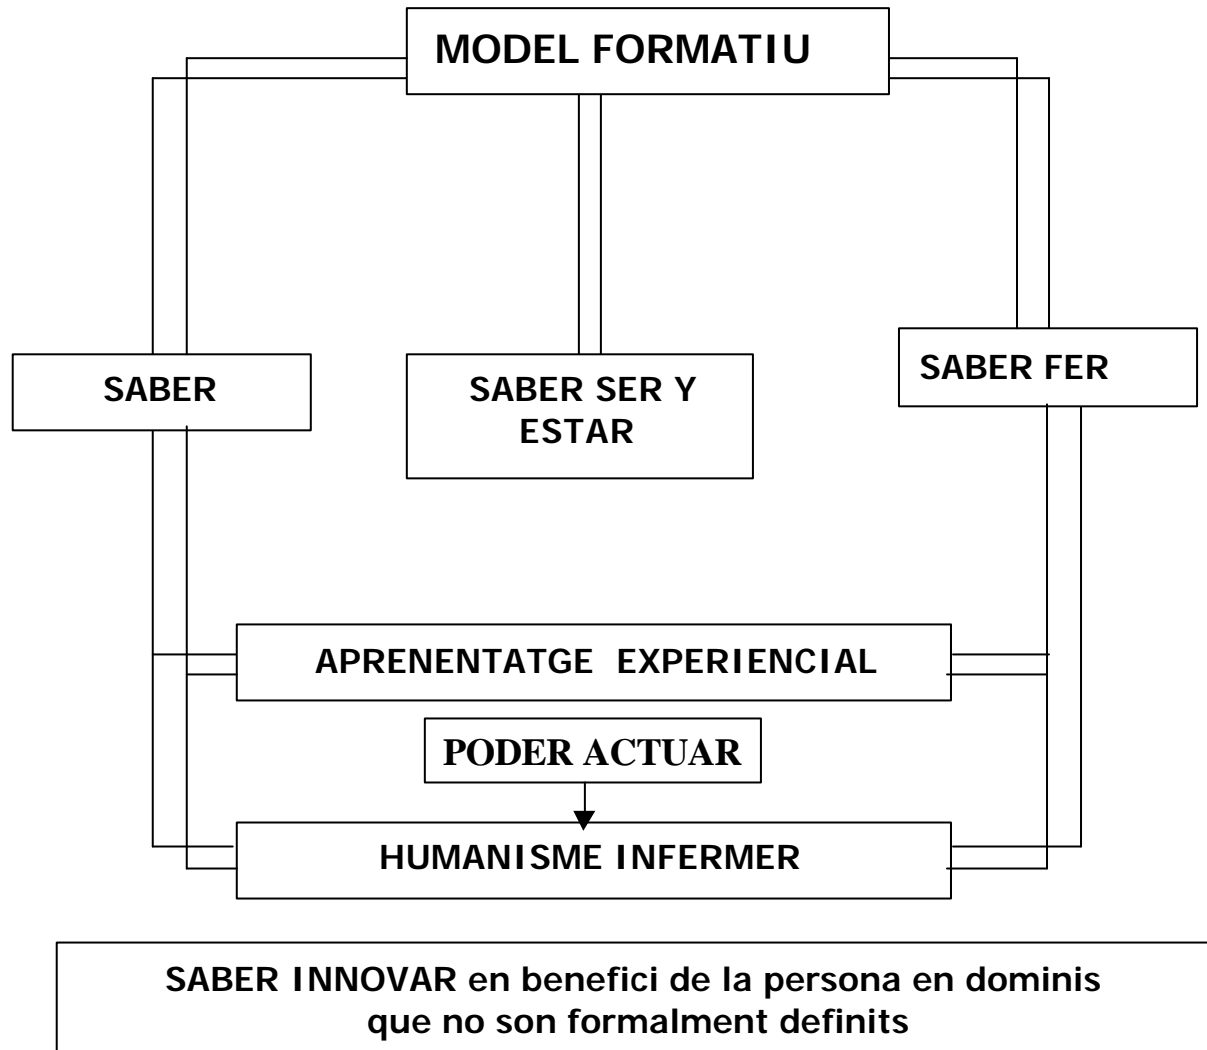 MODEL FORMATIU
SABER
SABER SER Y
ESTAR
SABER FER
APRENENTATGE EXPERIENCIAL
PODER ACTUAR
HUMANISME INFERMER
SABER INNOVAR en benefici de la persona en dominis
que no son formalment definits